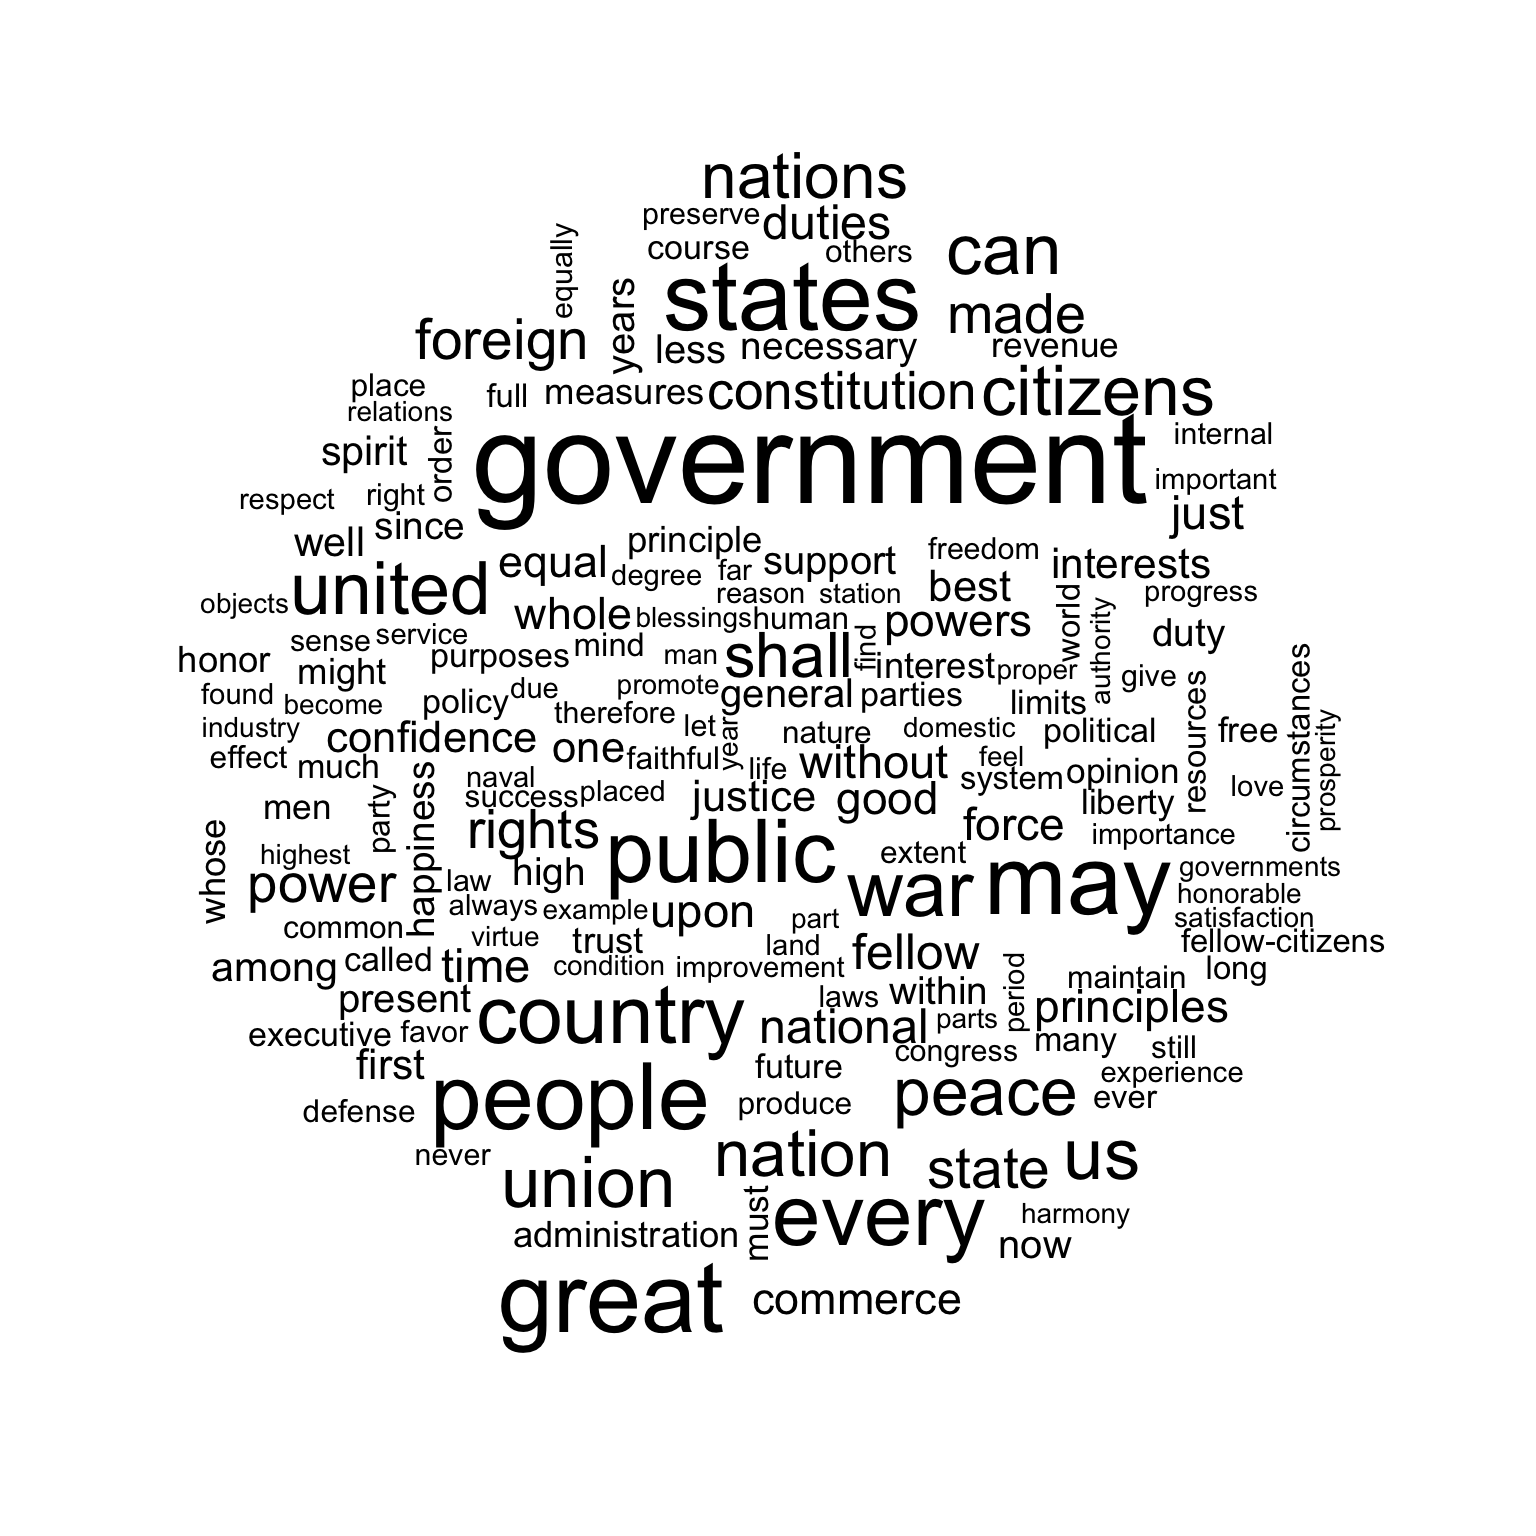 nations
preserve duties
equally course others can
years states made
foreign less necessary revenue
place full measures constitution citizens
relations
spirit order government internal
respect right important
well since just
equal principle support freedom interests
united degree far best progress
objects whole reason station
blessings human powers world authority duty
sense service mind man shall find
honor might purposes interest proper give
found become policy due promote general parties limits resources circumstances
industry therefore let year nature domestic political free prosperity
effect confidence one faithful life without feel
much naval system opinion love
men party happiness success placed justice good liberty
whose rights public force importance
highest law high extent governments
power war may honorable
always example upon part satisfaction
common virtue trust land fellow fellow-citizens
among called time condition improvement long
present laws within period maintain
executive favor country national parts principles
first congress many still
people future peace experience
defense produce ever
never nation us
union state
must every harmony
administration now
great commerce